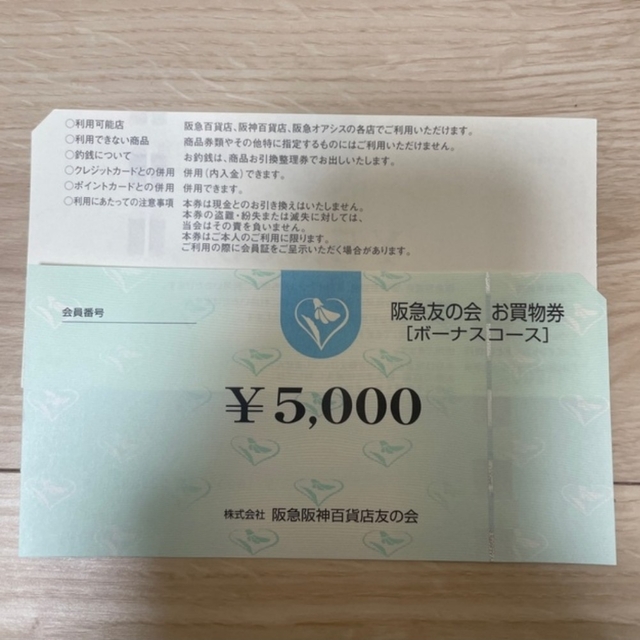 ○利用可能店 阪急百貨店、阪神百貨店、阪急オアシスの各店でご利用いただけます。
○利用できない商品 商品券類やその他特に指定するものにはご利用いただけません。
○釣銭について お釣銭は、商品お引換整理券でお出しいたします。
○クレジットカードとの併用 併用(内入金)できます。
○ポイントカードとの併用 併用できます。
○利用にあたっての注意事項 本券は現金とのお引き換えはいたしません。
本券の盗難・紛失または滅失に対しては、
当会はその責を負いません。
本券はご本人のご利用に限ります。
ご利用の際に会員証をご呈示いただく場合があります。
会員番号
阪急友の会 お買物券
[ボーナスコース]
¥5,000
株式会社 阪急阪神百貨店友の会